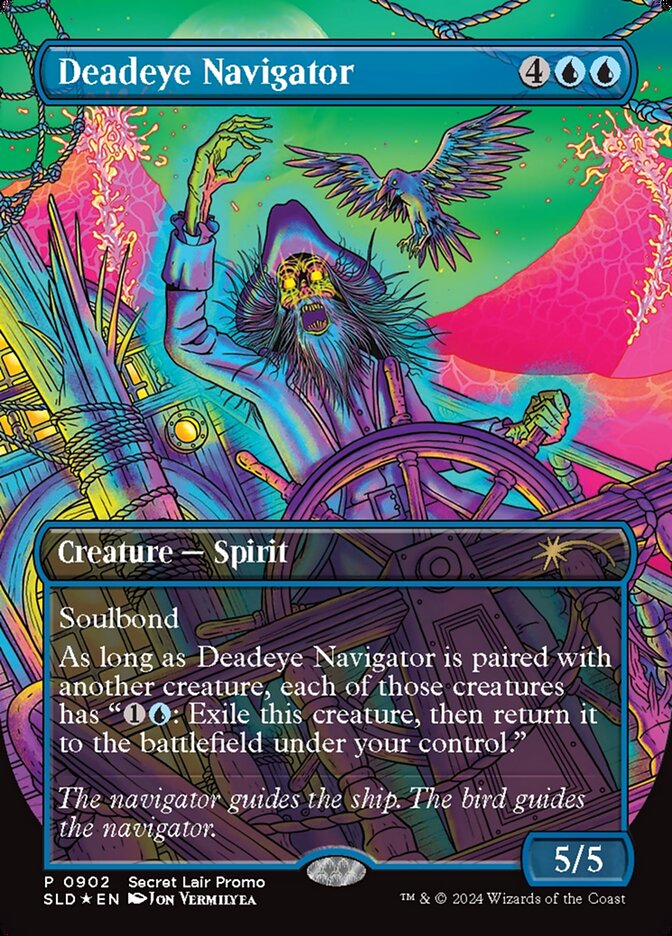 Deadeye Navigator 4
Creature — Spirit
Soulbond
As long as Deadeye Navigator is paired with
another creature, each of those creatures
has “1: Exile this creature, then return it
to the battlefield under your control.”
The navigator guides the ship. The bird guides
the navigator.
5/5
P 0902 Secret Lair Promo
SLD ★ EN Jon Vermilyea
™ & © 2024 Wizards of the Coast